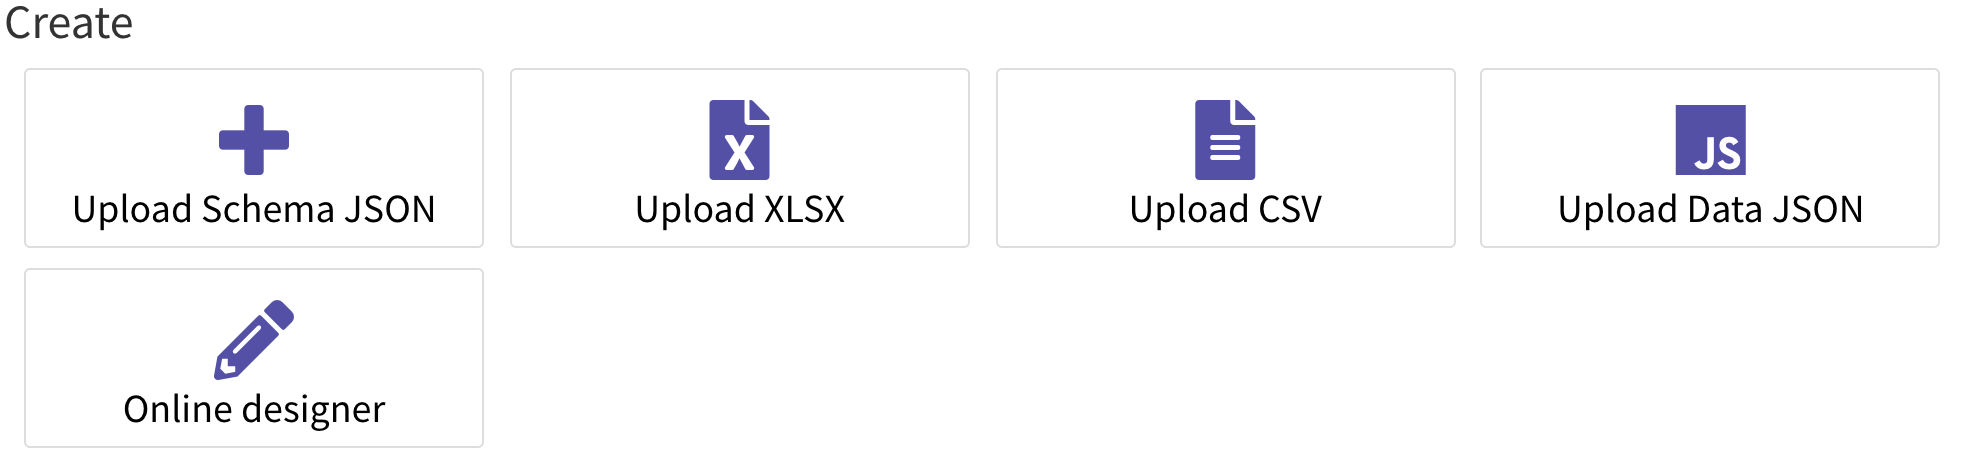 Create
Upload Schema JSON
X
Upload XLSX
Upload CSV
JS
Upload Data JSON
Online designer